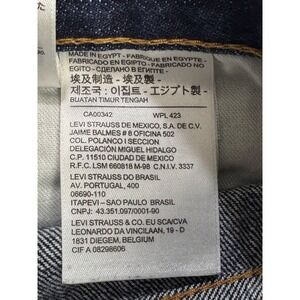 MADE IN EGYPT - FABRIQUE EN EGYPTE -
FABRICADO EN EGIPTO - FABRICADO NO
EGITO - СДЕЛАНО В ЕГИПТЕ -
埃及制造 - 埃及製 -
제조국 : 이집트 - エジプト製 -
BUATAN TIMUR TENGAH
CA00342 WPL 423
LEVI STRAUSS DE MEXICO, S.A. DE C.V.
JAIME BALMES # 8 OFICINA 502
COL. POLANCO I SECCION
DELEGACIÓN MIGUEL HIDALGO
C.P. 11510 CIUDAD DE MEXICO
R.F.C. LSM 660818 M-98 C.N.I.V. 3337
LEVI STRAUSS DO BRASIL
AV. PORTUGAL, 400
06690-110
ITAPEVI – SAO PAULO BRASIL
CNPJ: 43.351.097/0001-90
LEVI STRAUSS & CO. EU SCA/CVA
LEONARDO DA VINCILAAN, 19 - D
1831 DIEGEM, BELGIUM
CIF A 08298606